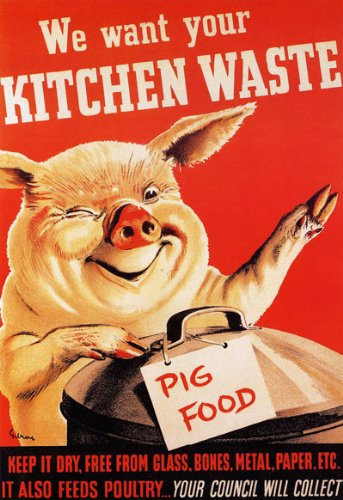 We want your
KITCHEN WASTE
PIG
FOOD
KEEP IT DRY, FREE FROM GLASS, BONES, METAL, PAPER, ETC.
IT ALSO FEEDS POULTRY...YOUR COUNCIL WILL COLLECT